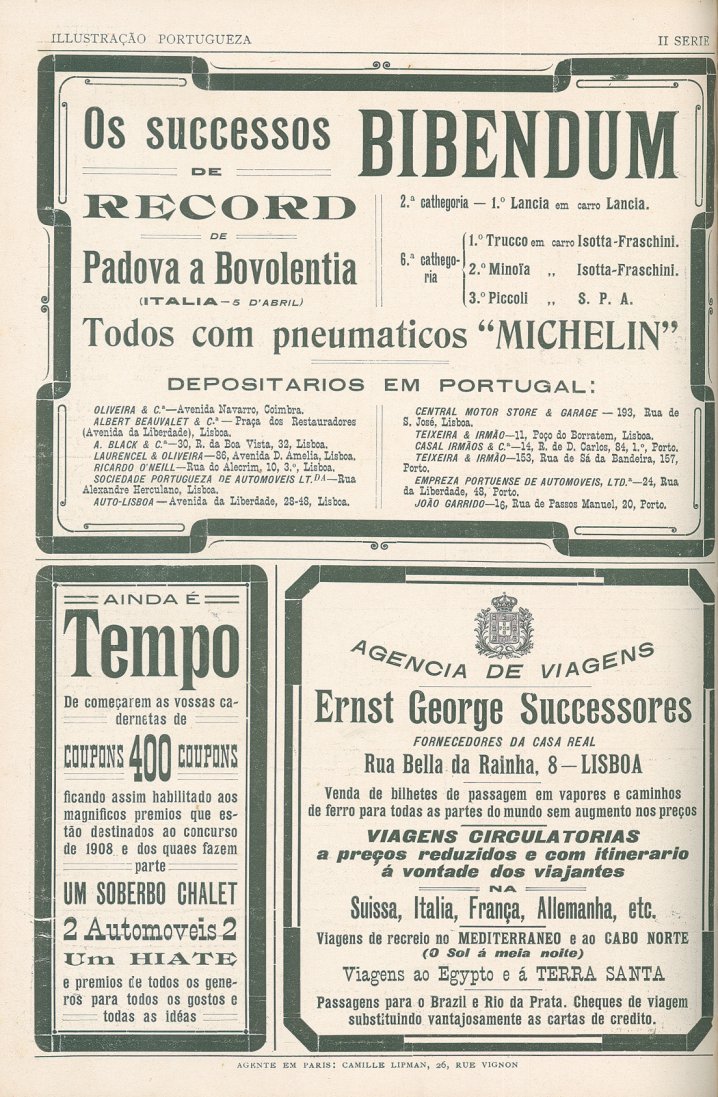 ILLUSTRAÇÃO PORTUGUEZA
II SERIE
Os successos
DE
RECORD
DE
Padova a Bovolentia
(ITALIA—5 D'ABRIL)
BIBENDUM
2.ª cathegoria — 1.º Lancia em carro Lancia.
6.ª cathego-
ria
1.º Trucco em carro Isotta-Fraschini.
2.º Minoïa ,, Isotta-Fraschini.
3.º Piccoli ,, S. P. A.
Todos com pneumaticos "MICHELIN"
DEPOSITARIOS EM PORTUGAL:
OLIVEIRA & C.ª—Avenida Navarro, Coimbra.
ALBERT BEAUVALET & C.ª — Praça dos Restauradores
(Avenida da Liberdade), Lisboa.
A. BLACK & C.ª—30, R. da Boa Vista, 32, Lisboa.
LAURENCEL & OLIVEIRA—86, Avenida D. Amelia, Lisboa.
RICARDO O'NEILL—Rua do Alecrim, 10, 3.º, Lisboa.
SOCIEDADE PORTUGUEZA DE AUTOMOVEIS LT.DA—Rua
Alexandre Herculano, Lisboa.
AUTO-LISBOA — Avenida da Liberdade, 28-48, Lisboa.
CENTRAL MOTOR STORE & GARAGE — 193, Rua de
S. José, Lisboa.
TEIXEIRA & IRMÃO—11, Poço do Borratem, Lisboa.
CASAL IRMÃOS & C.ª—14, R. de D. Carlos, 84, 1.º, Porto.
TEIXEIRA & IRMÃO—153, Rua de Sá da Bandeira, 157,
Porto.
EMPREZA PORTUENSE DE AUTOMOVEIS, LTD.ª—24, Rua
da Liberdade, 48, Porto.
JOÃO GARRIDO—16, Rua de Passos Manuel, 20, Porto.
AINDA É
Tempo
De começarem as vossas ca-
dernetas de
COUPONS 400 COUPONS
ficando assim habilitado aos
magnificos premios que es-
tão destinados ao concurso
de 1908 e dos quaes fazem
parte
UM SOBERBO CHALET
2 Automoveis 2
Um HIATE
e premios de todos os gene-
ros para todos os gostos e
todas as idéas
AGENCIA DE VIAGENS
Ernst George Successores
FORNECEDORES DA CASA REAL
Rua Bella da Rainha, 8 — LISBOA
Venda de bilhetes de passagem em vapores e caminhos
de ferro para todas as partes do mundo sem augmento nos preços
VIAGENS CIRCULATORIAS
a preços reduzidos e com itinerario
á vontade dos viajantes
NA
Suissa, Italia, França, Allemanha, etc.
Viagens de recreio no MEDITERRANEO e ao CABO NORTE
(O Sol á meia noite)
Viagens ao Egypto e á TERRA SANTA
Passagens para o Brazil e Rio da Prata. Cheques de viagem
substituindo vantajosamente as cartas de credito.
AGENTE EM PARIS: CAMILLE LIPMAN, 26, RUE VIGNON